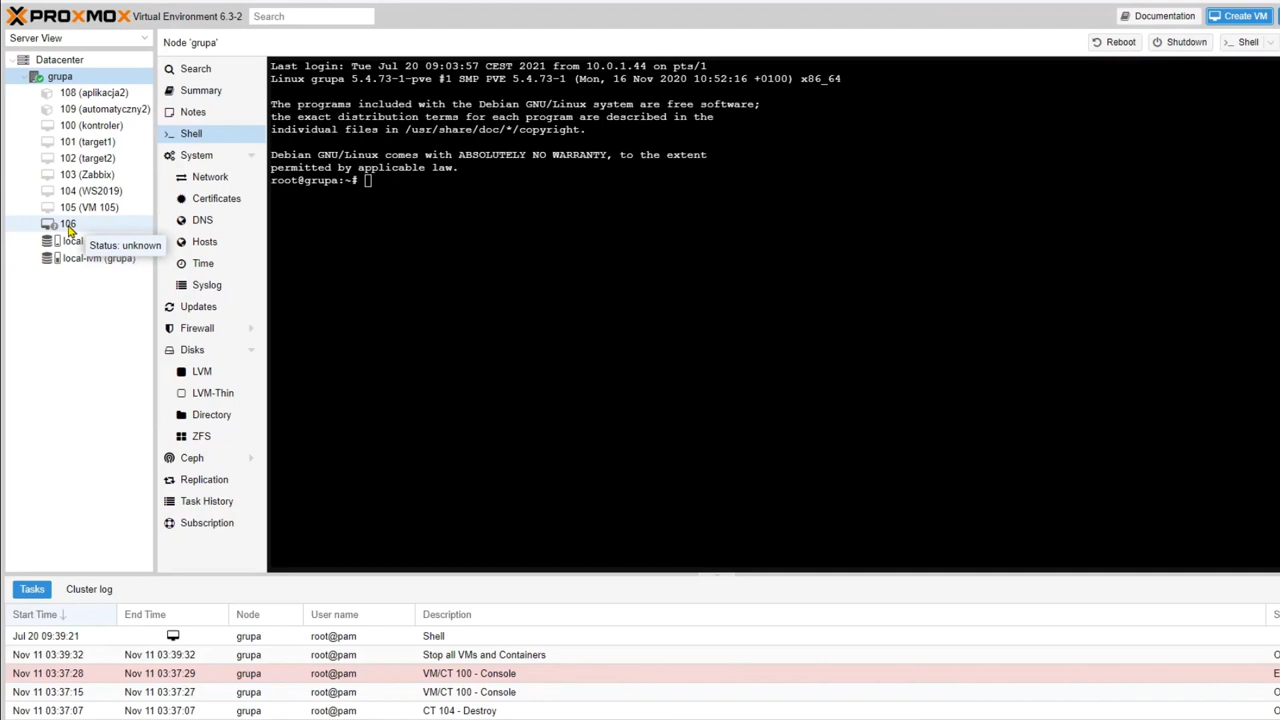 PROXMOX Virtual Environment 6.3-2 Search Documentation Create VM
Server View
Node 'grupa' Reboot Shutdown >_ Shell
Datacenter
grupa
108 (aplikacja2)
109 (automatyczny2)
100 (kontroler)
101 (target1)
102 (target2)
103 (Zabbix)
104 (WS2019)
105 (VM 105)
106
Status: unknown
local
local-lvm (grupa)
Search
Summary
Notes
>_ Shell
System
Network
Certificates
DNS
Hosts
Time
Syslog
Updates
Firewall
Disks
LVM
LVM-Thin
Directory
ZFS
Ceph
Replication
Task History
Subscription
Last login: Tue Jul 20 09:03:57 CEST 2021 from 10.0.1.44 on pts/1
Linux grupa 5.4.73-1-pve #1 SMP PVE 5.4.73-1 (Mon, 16 Nov 2020 10:52:16 +0100) x86_64
The programs included with the Debian GNU/Linux system are free software;
the exact distribution terms for each program are described in the
individual files in /usr/share/doc/*/copyright.
Debian GNU/Linux comes with ABSOLUTELY NO WARRANTY, to the extent
permitted by applicable law.
root@grupa:~#
Tasks Cluster log
Start Time End Time Node User name Description S
Jul 20 09:39:21 grupa root@pam Shell
Nov 11 03:39:32 Nov 11 03:39:32 grupa root@pam Stop all VMs and Containers O
Nov 11 03:37:28 Nov 11 03:37:29 grupa root@pam VM/CT 100 - Console E
Nov 11 03:37:15 Nov 11 03:37:27 grupa root@pam VM/CT 100 - Console O
Nov 11 03:37:07 Nov 11 03:37:07 grupa root@pam CT 104 - Destroy O